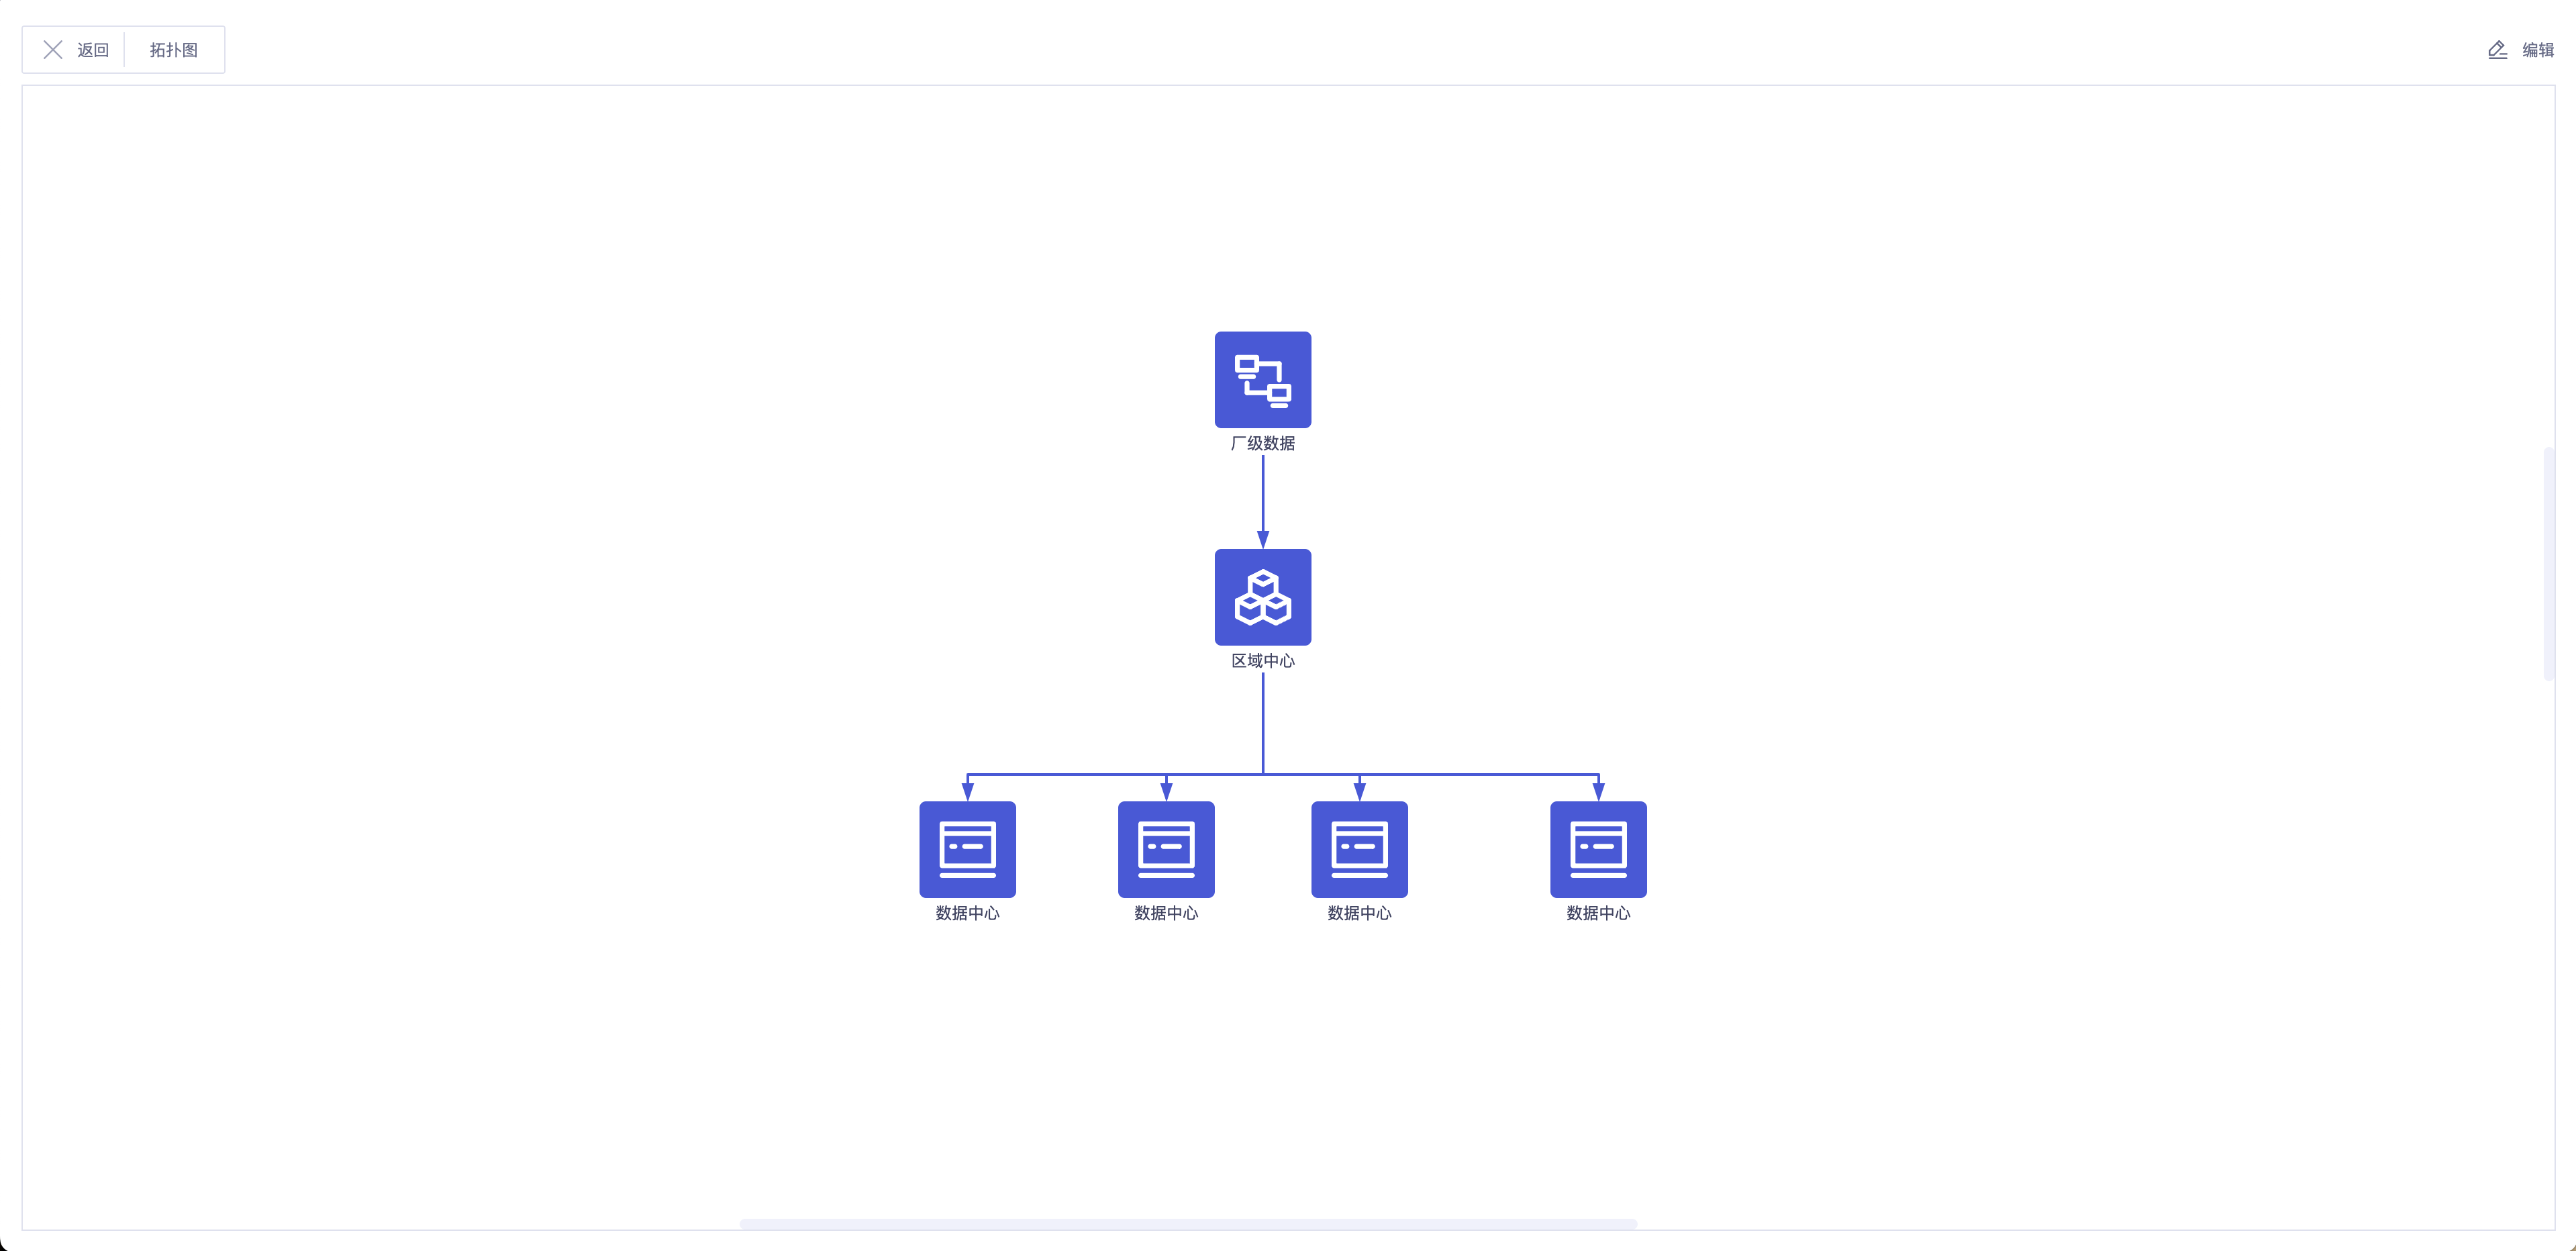 返回
拓扑图
编辑
厂级数据
区域中心
数据中心
数据中心
数据中心
数据中心